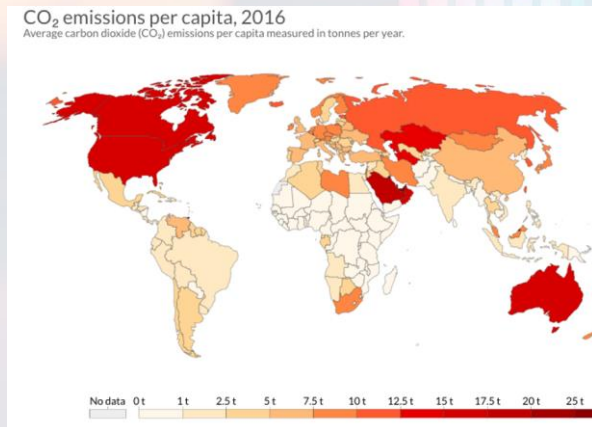 CO₂ emissions per capita, 2016
Average carbon dioxide (CO₂) emissions per capita measured in tonnes per year.
No data 0 t 1 t 2.5 t 5 t 7.5 t 10 t 12.5 t 15 t 17.5 t 20 t 25 t